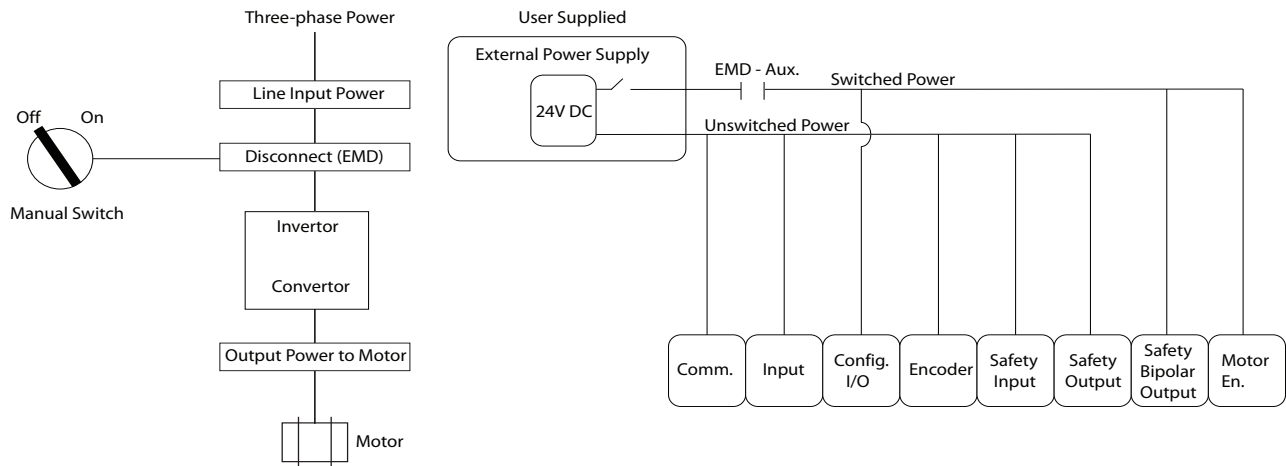 Three-phase Power
Line Input Power
Off
On
Disconnect (EMD)
Manual Switch
Invertor
Convertor
Output Power to Motor
Motor
User Supplied
External Power Supply
24V DC
EMD - Aux.
Switched Power
Unswitched Power
Comm.
Input
Config.
I/O
Encoder
Safety
Input
Safety
Output
Safety
Bipolar
Output
Motor
En.